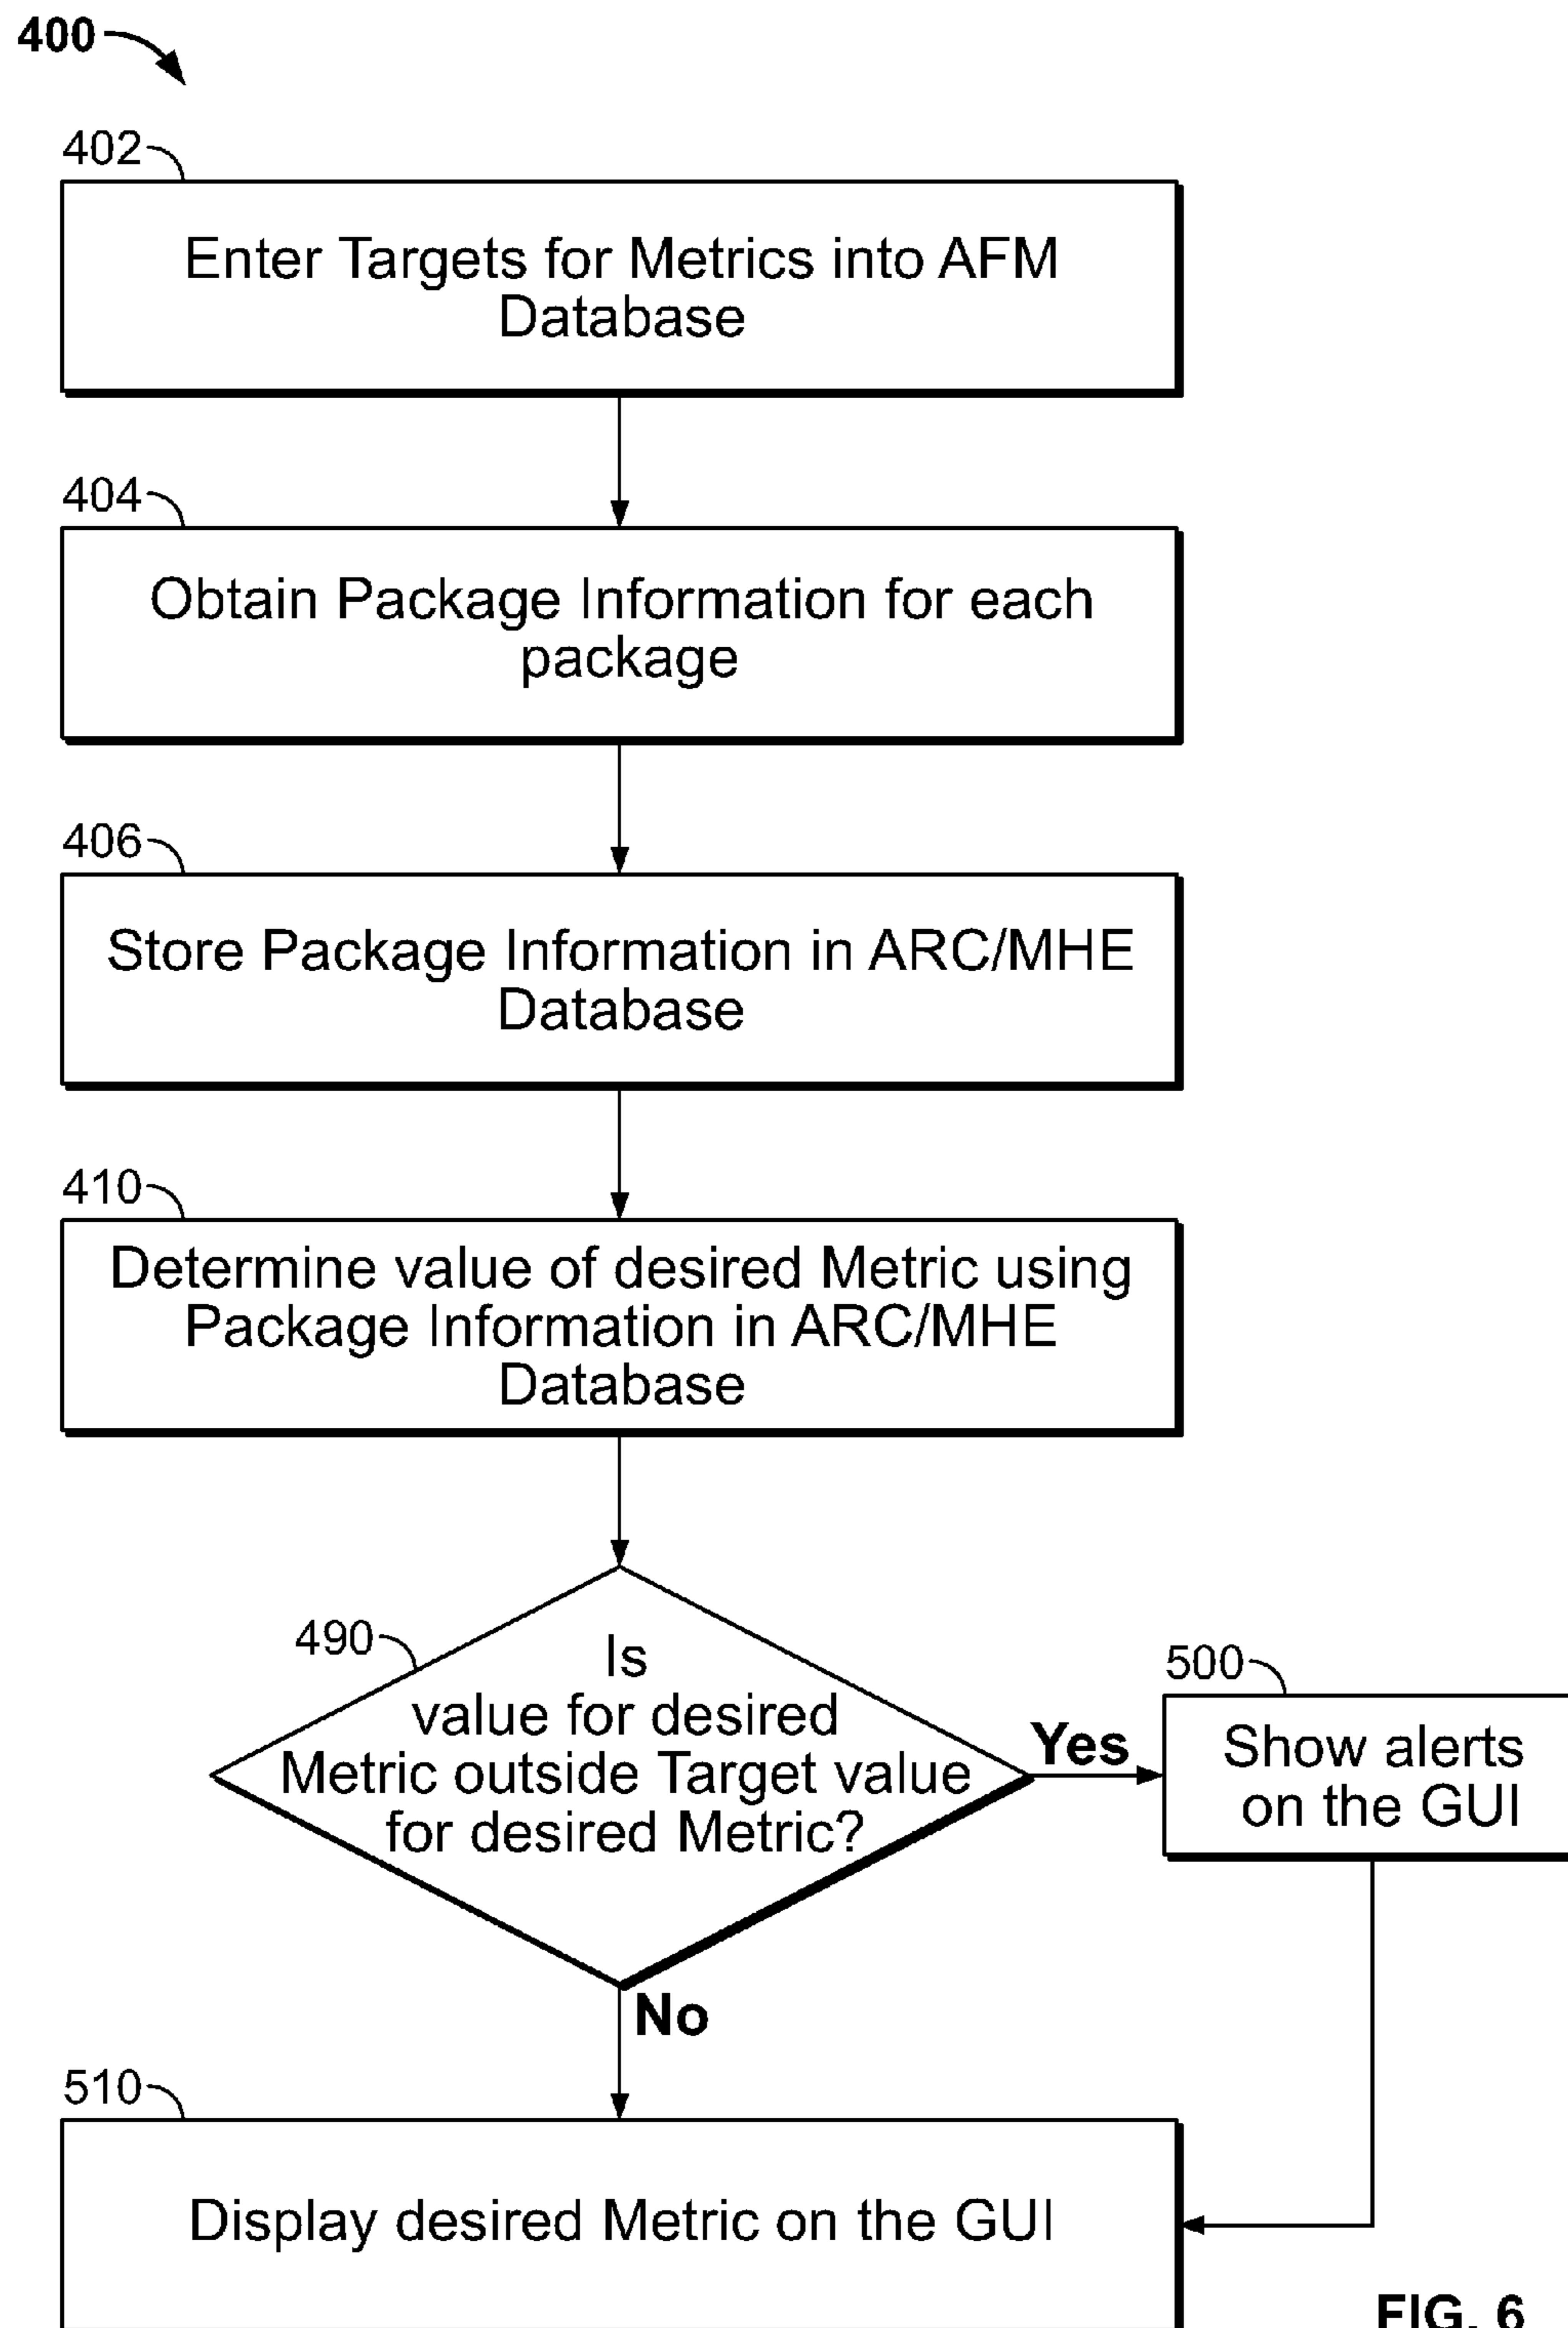 400
402
Enter Targets for Metrics into AFM
Database
404
Obtain Package Information for each
package
406
Store Package Information in ARC/MHE
Database
410
Determine value of desired Metric using
Package Information in ARC/MHE
Database
490
Is
value for desired
Metric outside Target value
for desired Metric?
Yes
500
Show alerts
on the GUI
No
510
Display desired Metric on the GUI
FIG. 6